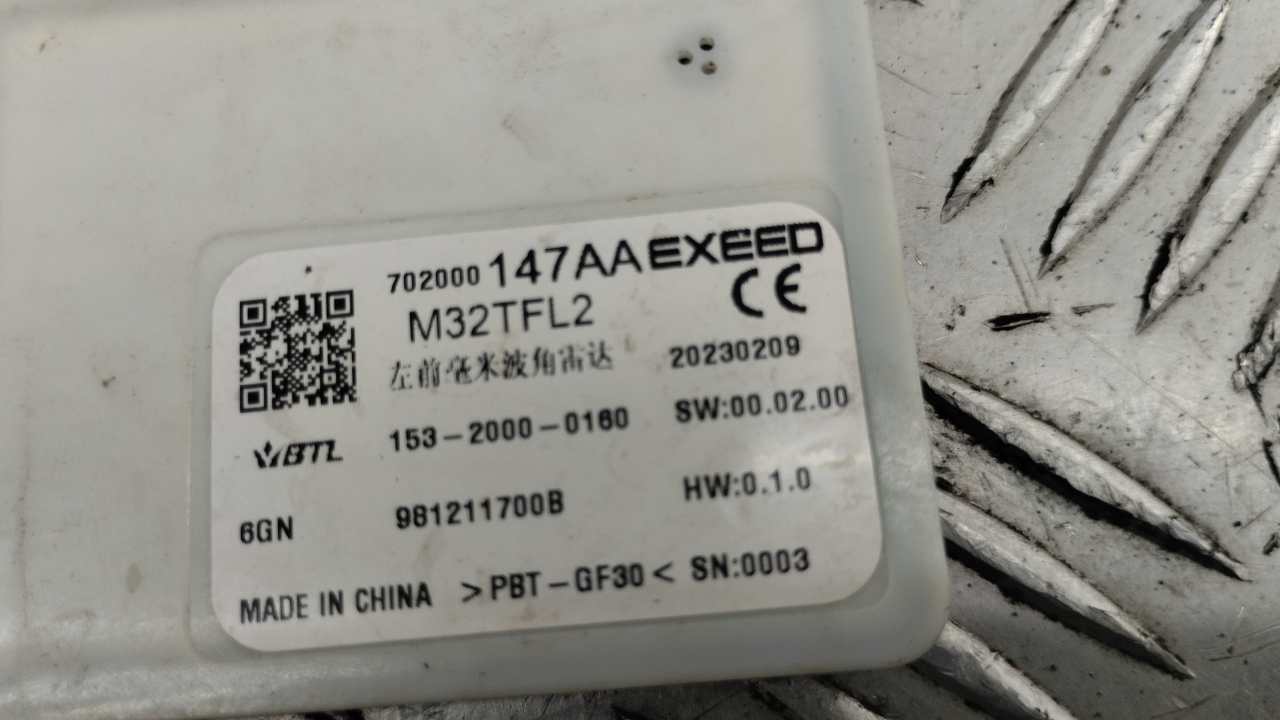 702000147AA EXEED
M32TFL2
CE
左前毫米波角雷达 20230209
BTL 153-2000-0160 SW:00.02.00
6GN 981211700B HW:0.1.0
MADE IN CHINA >PBT-GF30< SN:0003